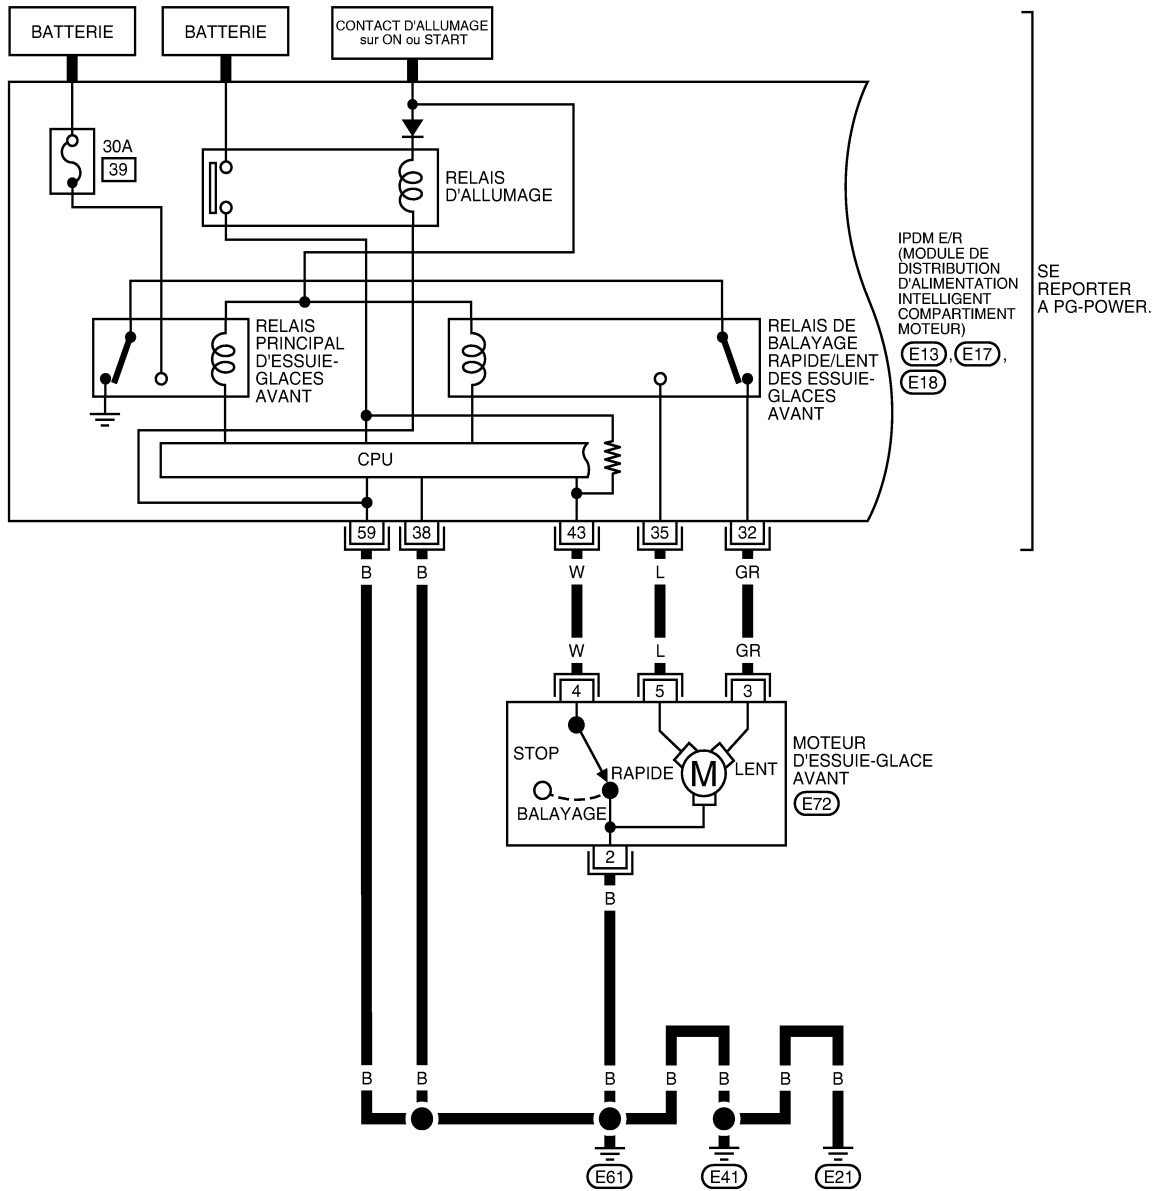 BATTERIE
BATTERIE
CONTACT D'ALLUMAGE
sur ON ou START
30A
39
RELAIS
D'ALLUMAGE
IPDM E/R
(MODULE DE
DISTRIBUTION
D'ALIMENTATION
INTELLIGENT
COMPARTIMENT
MOTEUR)
E13 , E17 ,
E18
SE
REPORTER
A PG-POWER.
RELAIS
PRINCIPAL
D'ESSUIE-
GLACES
AVANT
RELAIS DE
BALAYAGE
RAPIDE/LENT
DES ESSUIE-
GLACES
AVANT
CPU
59 38 43 35 32
B B W L GR
W L GR
4 5 3
STOP
RAPIDE
M
LENT
BALAYAGE
MOTEUR
D'ESSUIE-GLACE
AVANT
E72
2
B
B B B B B B B
E61 E41 E21